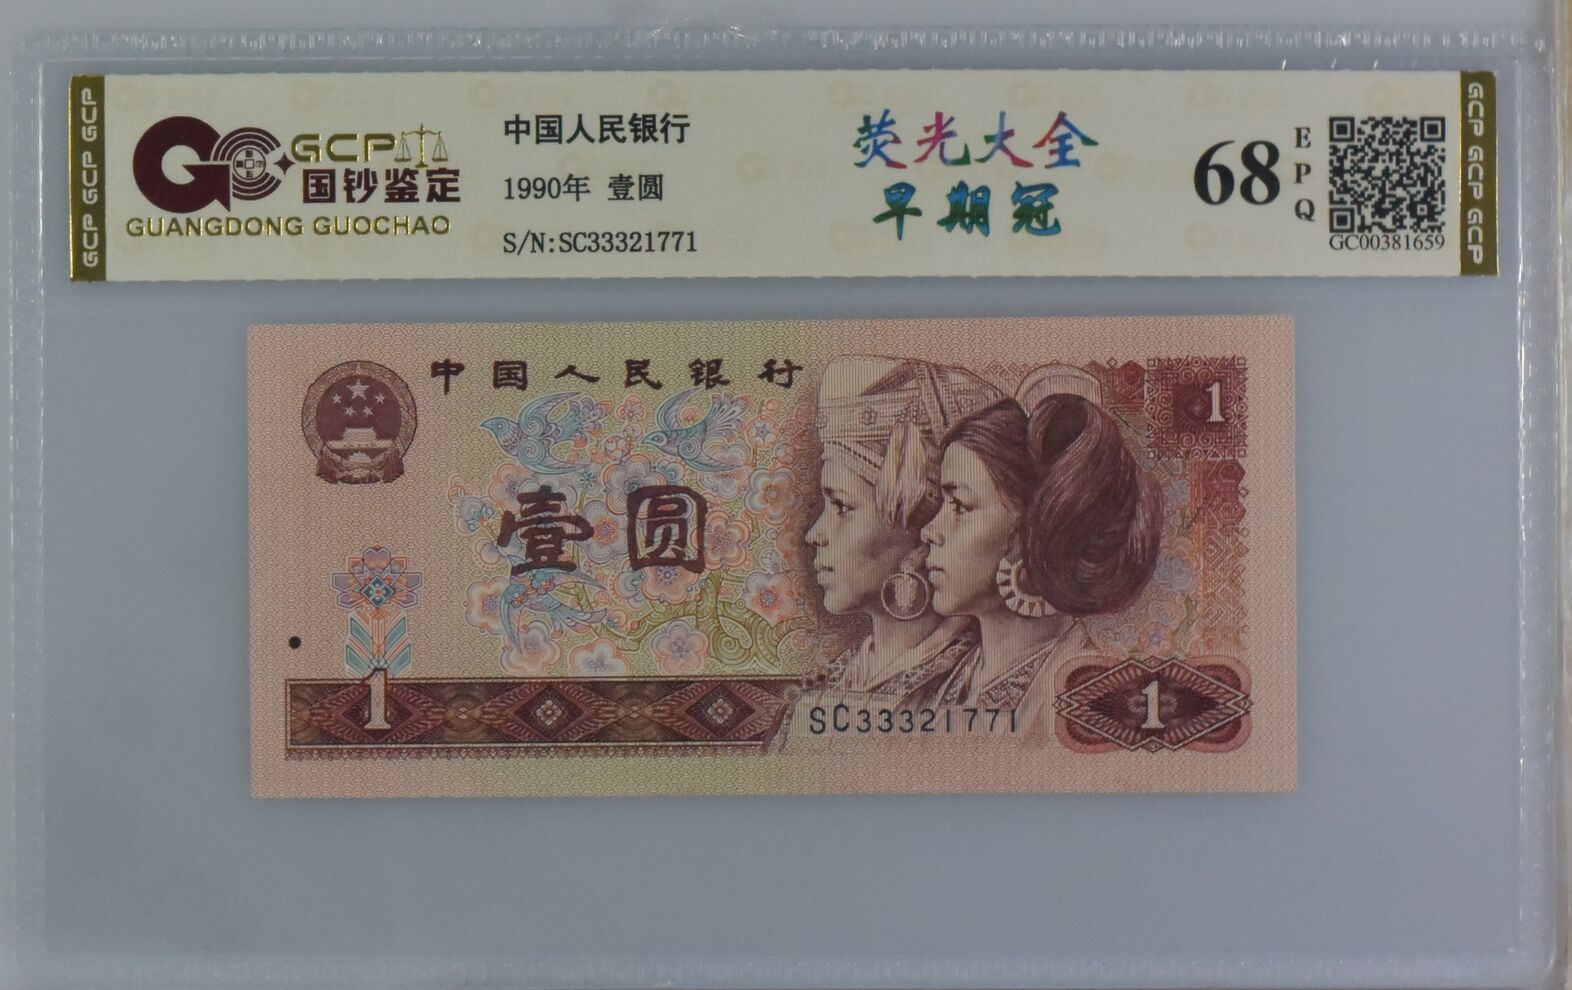 GCP GCP GCP
GCP
国钞鉴定
GUANGDONG GUOCHAO
中国人民银行
1990年 壹圆
S/N:SC33321771
荧光大全
早期冠
68
EPQ
GC00381659
GCP GCP GCP
中国人民银行
1
壹圆
1
SC33321771
1